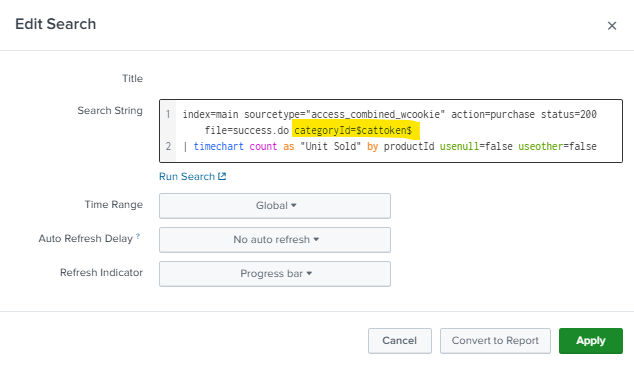 Edit Search
Title
Search String
1 index=main sourcetype="access_combined_wcookie" action=purchase status=200
file=success.do categoryId=$cattoken$
2 | timechart count as "Unit Sold" by productId usenull=false useother=false
Run Search
Time Range
Global
Auto Refresh Delay ?
No auto refresh
Refresh Indicator
Progress bar
Cancel
Convert to Report
Apply